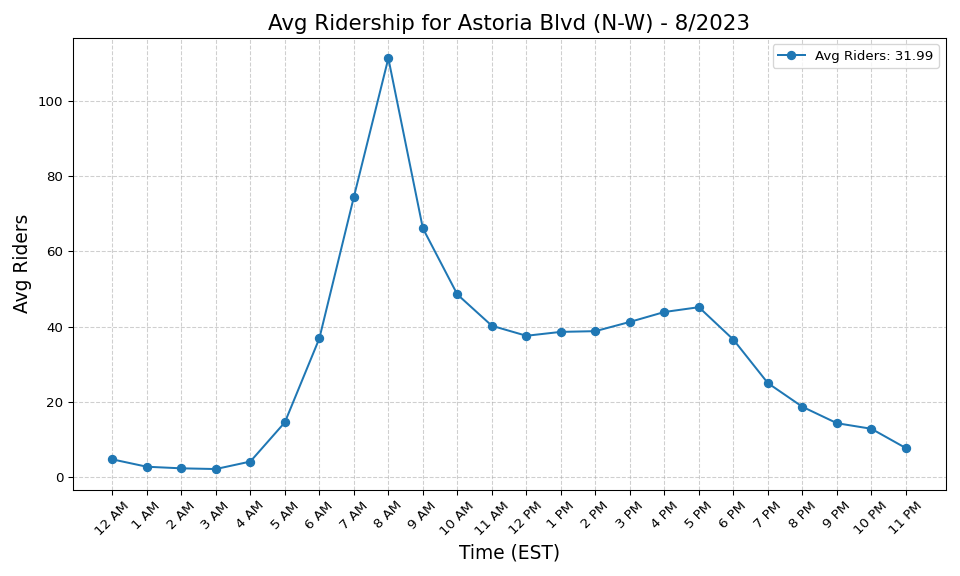 Avg Ridership for Astoria Blvd (N-W) - 8/2023
Avg Riders: 31.99
Avg Riders
100
80
60
40
20
0
12 AM
1 AM
2 AM
3 AM
4 AM
5 AM
6 AM
7 AM
8 AM
9 AM
10 AM
11 AM
12 PM
1 PM
2 PM
3 PM
4 PM
5 PM
6 PM
7 PM
8 PM
9 PM
10 PM
11 PM
Time (EST)